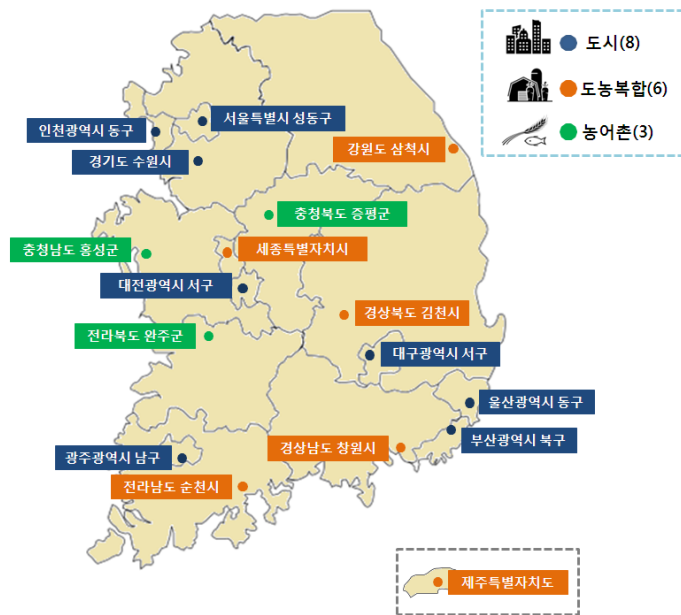 도시(8)
도농복합(6)
농어촌(3)
서울특별시 성동구
인천광역시 동구
경기도 수원시
강원도 삼척시
충청북도 증평군
충청남도 홍성군
세종특별자치시
대전광역시 서구
경상북도 김천시
전라북도 완주군
대구광역시 서구
울산광역시 동구
부산광역시 북구
경상남도 창원시
광주광역시 남구
전라남도 순천시
제주특별자치도